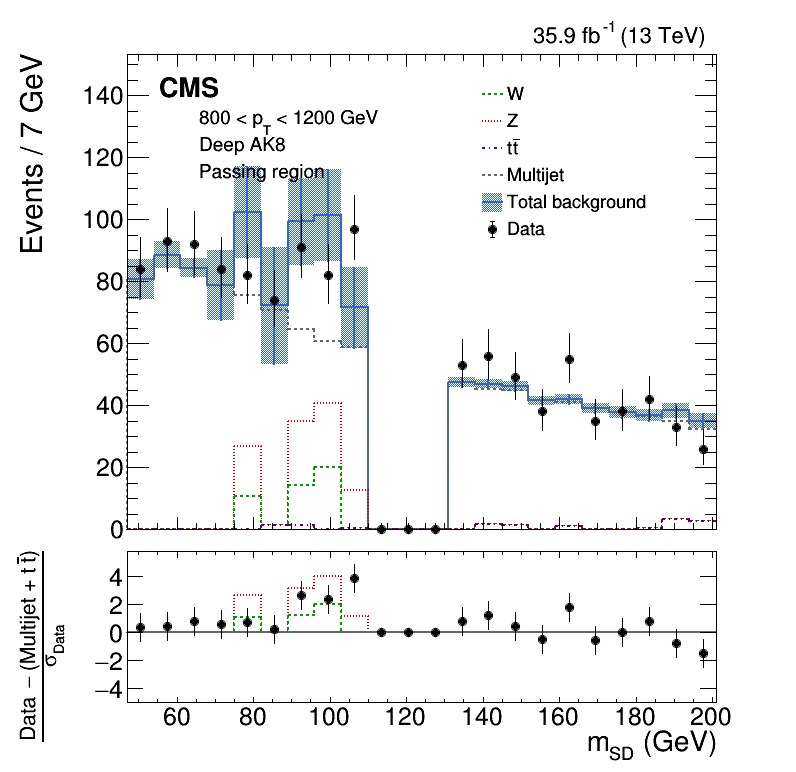 35.9 fb⁻¹ (13 TeV)
CMS
800 < p_T < 1200 GeV
Deep AK8
Passing region
W
Z
tt̄
Multijet
Total background
Data
Events / 7 GeV
140
120
100
80
60
40
20
0
Data − (Multijet + tt̄)
σ_Data
4
2
0
−2
−4
60 80 100 120 140 160 180 200
m_SD (GeV)